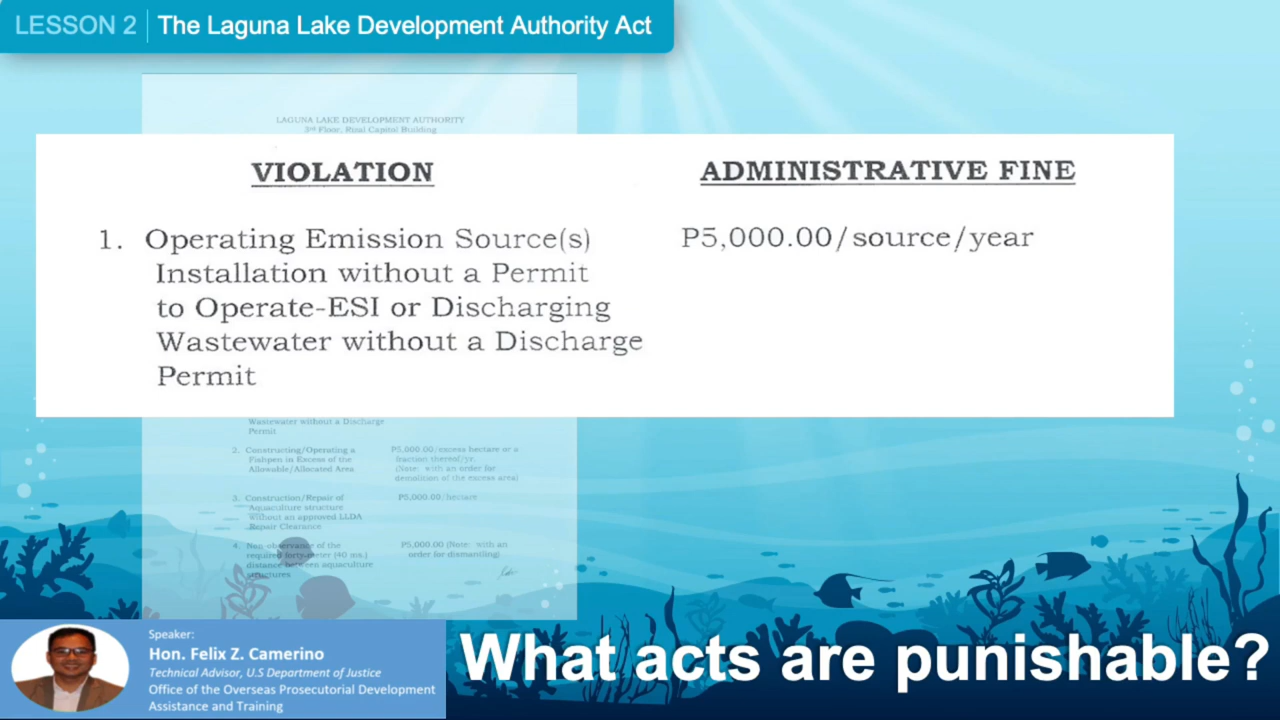 LESSON 2 The Laguna Lake Development Authority Act
LAGUNA LAKE DEVELOPMENT AUTHORITY
3rd Floor, Rizal Capitol Building
VIOLATION ADMINISTRATIVE FINE
1. Operating Emission Source(s) P5,000.00/source/year
Installation without a Permit
to Operate-ESI or Discharging
Wastewater without a Discharge
Permit
Wastewater without a Discharge
Permit
2. Constructing/Operating a P5,000.00/excess hectare or a
Fishpen in Excess of the fraction thereof/yr.
Allowable/Allocated Area (Note: with an order for
demolition of the excess area)
3. Construction/Repair of P5,000.00/hectare
Aquaculture structure
Without an approved LLDA
Repair Clearance
4. Non-observance of the P5,000.00 (Note: with an
required forty-meter (40 ms.) order for dismantling)
distance between aquaculture
structures
Speaker:
Hon. Felix Z. Camerino
Technical Advisor, U.S Department of Justice
Office of the Overseas Prosecutorial Development
Assistance and Training
What acts are punishable?